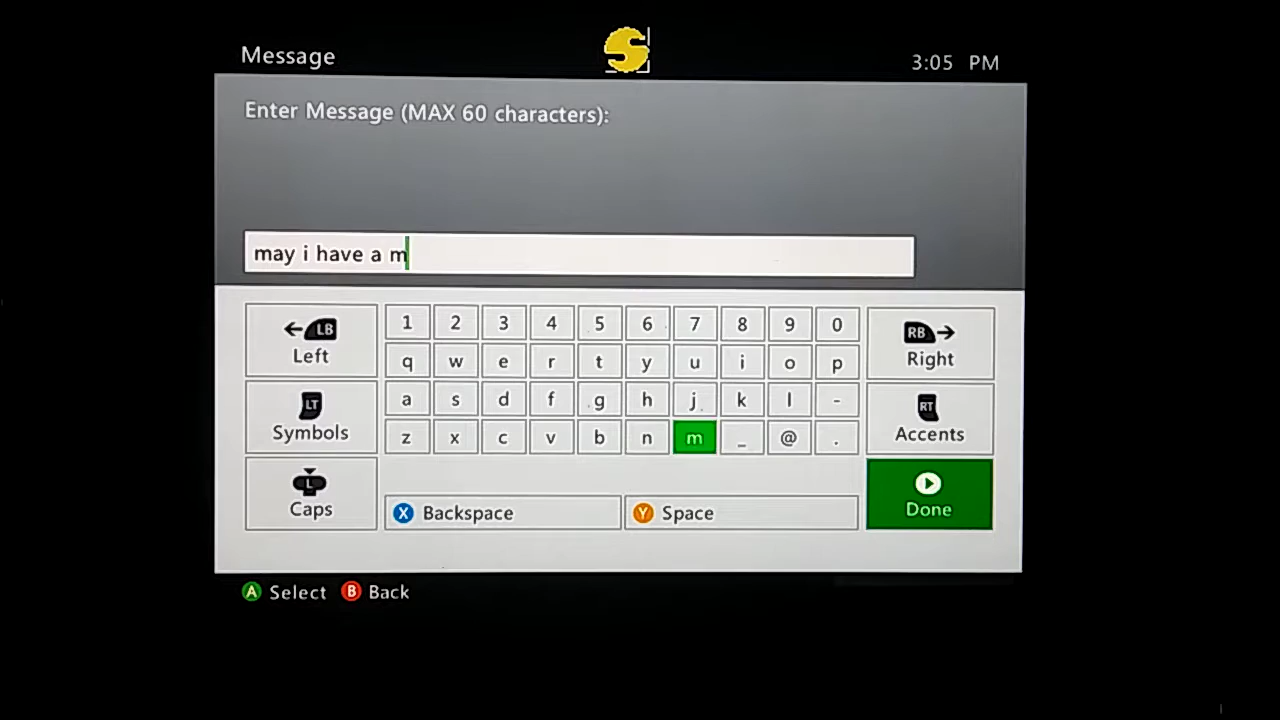 Message
3:05 PM
Enter Message (MAX 60 characters):
may i have a m
LB
Left
1 2 3 4 5 6 7 8 9 0
RB
Right
q w e r t y u i o p
LT
Symbols
a s d f g h j k l -
RT
Accents
z x c v b n m _ @ .
L
Caps
X Backspace
Y Space
Done
A Select B Back